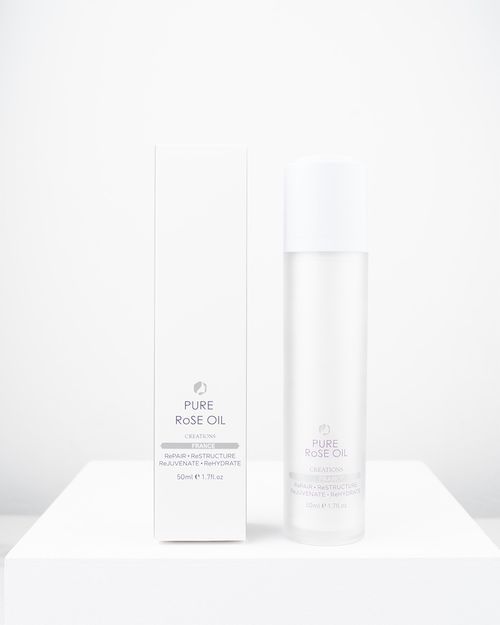 PURE
RoSE OIL
CREATIONS
FRANCE
RePAIR • ReSTRUCTURE
ReJUVENATE • ReHYDRATE
50ml ℮ 1.7fl.oz
PURE
RoSE OIL
CREATIONS
FRANCE
RePAIR • ReSTRUCTURE
ReJUVENATE • ReHYDRATE
50ml ℮ 1.7fl.oz